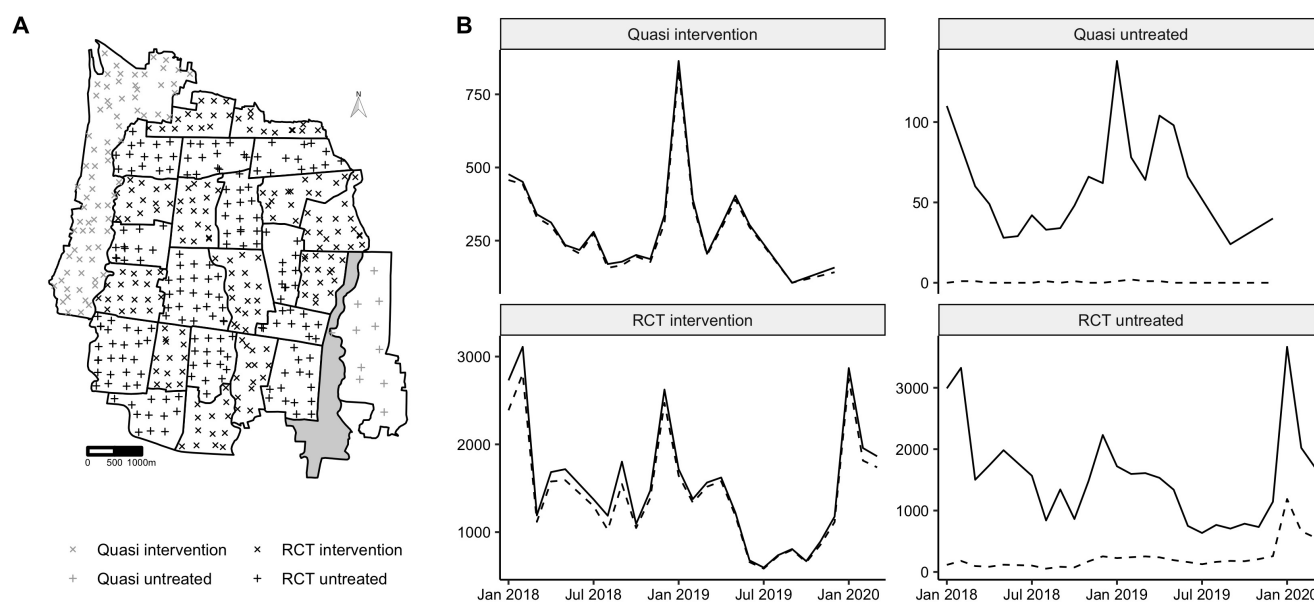 A
N
0 500 1000m
Quasi intervention RCT intervention
Quasi untreated RCT untreated
B
Quasi intervention
750
500
250
Quasi untreated
100
50
0
RCT intervention
3000
2000
1000
Jan 2018 Jul 2018 Jan 2019 Jul 2019 Jan 2020
RCT untreated
3000
2000
1000
0
Jan 2018 Jul 2018 Jan 2019 Jul 2019 Jan 2020